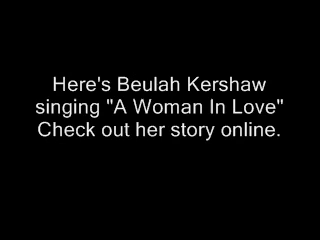 Here's Beulah Kershaw
singing "A Woman In Love"
Check out her story online.